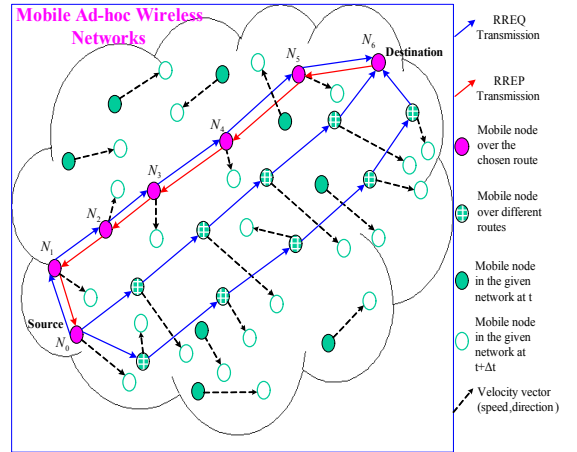 Mobile Ad-hoc Wireless
Networks
N6
Destination
N5
N4
N3
N2
N1
Source
N0
RREQ
Transmission
RREP
Transmission
Mobile node
over the
chosen route
Mobile node
over different
routes
Mobile node
in the given
network at t
Mobile node
in the given
network at
t+Δt
Velocity vector
(speed,direction)